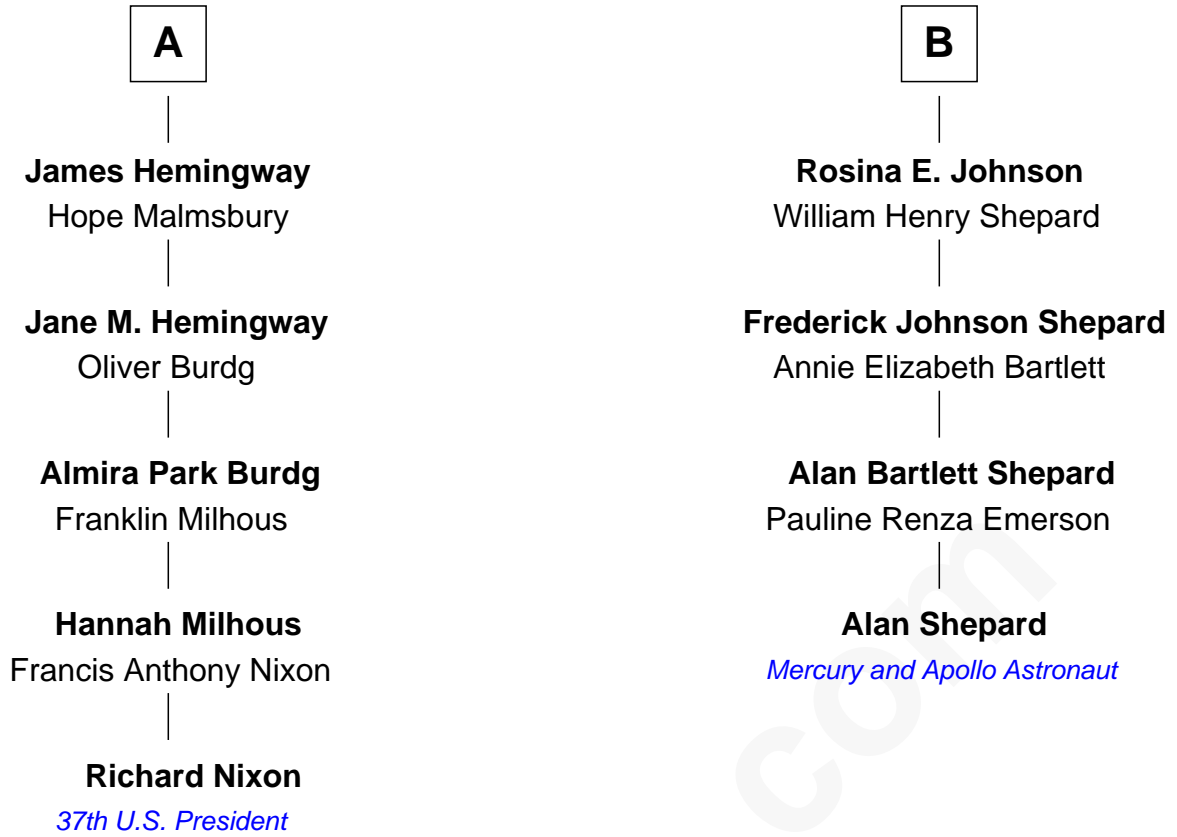 A
James Hemingway
Hope Malmsbury
Jane M. Hemingway
Oliver Burdg
Almira Park Burdg
Franklin Milhous
Hannah Milhous
Francis Anthony Nixon
Richard Nixon
37th U.S. President
B
Rosina E. Johnson
William Henry Shepard
Frederick Johnson Shepard
Annie Elizabeth Bartlett
Alan Bartlett Shepard
Pauline Renza Emerson
Alan Shepard
Mercury and Apollo Astronaut
com